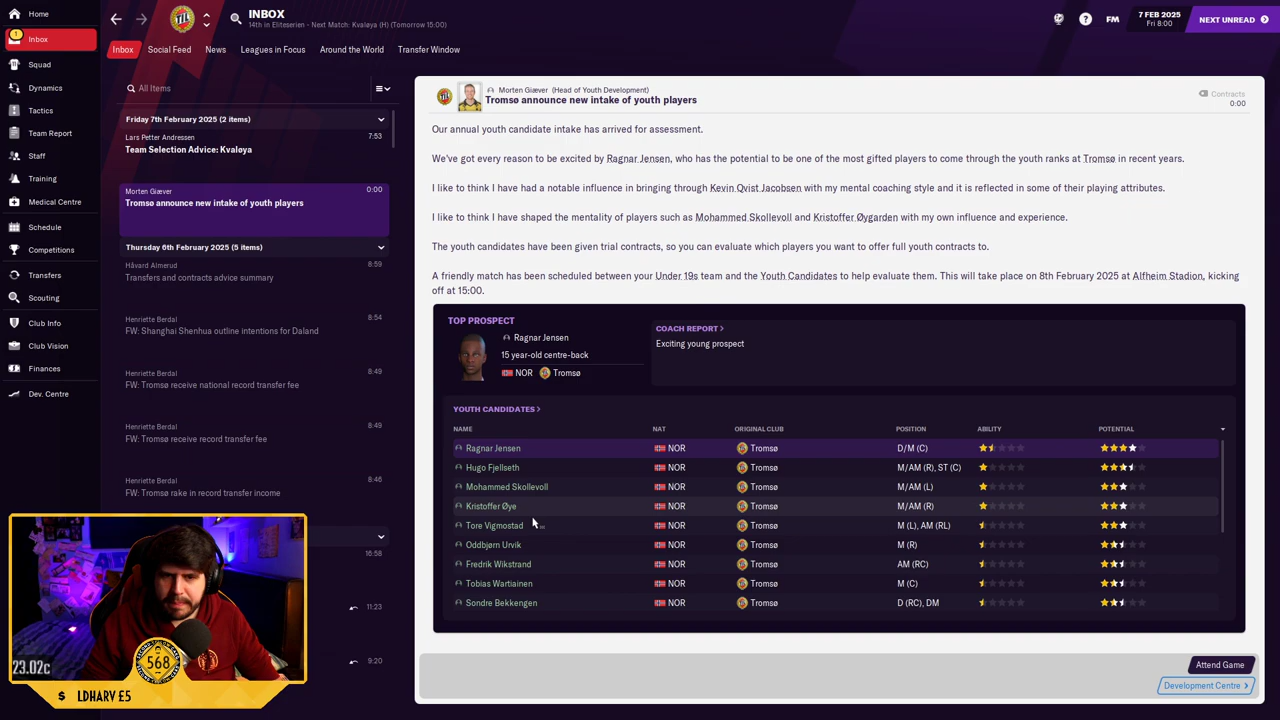 Home
Inbox
1
Squad
Dynamics
Tactics
Team Report
Staff
Training
Medical Centre
Schedule
Competitions
Transfers
Scouting
Club Info
Club Vision
Finances
Dev. Centre
TIL
INBOX
14th in Eliteserien - Next Match: Kvaløya (H) (Tomorrow 15:00)
?
FM
7 FEB 2025
Fri 8:00
NEXT UNREAD
Inbox
Social Feed
News
Leagues in Focus
Around the World
Transfer Window
All Items
Friday 7th February 2025 (2 items)
Lars Petter Andressen
7:53
Team Selection Advice: Kvaløya
Morten Giæver
0:00
Tromsø announce new intake of youth players
Thursday 6th February 2025 (5 items)
Håvard Almerud
8:59
Transfers and contracts advice summary
Henriette Berdal
8:54
FW: Shanghai Shenhua outline intentions for Daland
Henriette Berdal
8:49
FW: Tromsø receive national record transfer fee
Henriette Berdal
8:49
FW: Tromsø receive record transfer fee
Henriette Berdal
8:46
FW: Tromsø rake in record transfer income
16:58
11:23
9:20
Morten Giæver (Head of Youth Development)
Tromsø announce new intake of youth players
Contracts
0:00
Our annual youth candidate intake has arrived for assessment.
We've got every reason to be excited by Ragnar Jensen, who has the potential to be one of the most gifted players to come through the youth ranks at Tromsø in recent years.
I like to think I have had a notable influence in bringing through Kevin Qvist Jacobsen with my mental coaching style and it is reflected in some of their playing attributes.
I like to think I have shaped the mentality of players such as Mohammed Skollevoll and Kristoffer Øygarden with my own influence and experience.
The youth candidates have been given trial contracts, so you can evaluate which players you want to offer full youth contracts to.
A friendly match has been scheduled between your Under 19s team and the Youth Candidates to help evaluate them. This will take place on 8th February 2025 at Alfheim Stadion, kicking
off at 15:00.
TOP PROSPECT
Ragnar Jensen
15 year-old centre-back
NOR Tromsø
COACH REPORT
Exciting young prospect
YOUTH CANDIDATES
NAME NAT ORIGINAL CLUB POSITION ABILITY POTENTIAL
Ragnar Jensen NOR Tromsø D/M (C)
Hugo Fjellseth NOR Tromsø M/AM (R), ST (C)
Mohammed Skollevoll NOR Tromsø M/AM (L)
Kristoffer Øye NOR Tromsø M/AM (R)
Tore Vigmostad NOR Tromsø M (L), AM (RL)
Oddbjørn Urvik NOR Tromsø M (R)
Fredrik Wikstrand NOR Tromsø AM (RC)
Tobias Wartiainen NOR Tromsø M (C)
Sondre Bekkengen NOR Tromsø D (RC), DM
Attend Game
Development Centre
23.02c
568
$ LDHARY £5